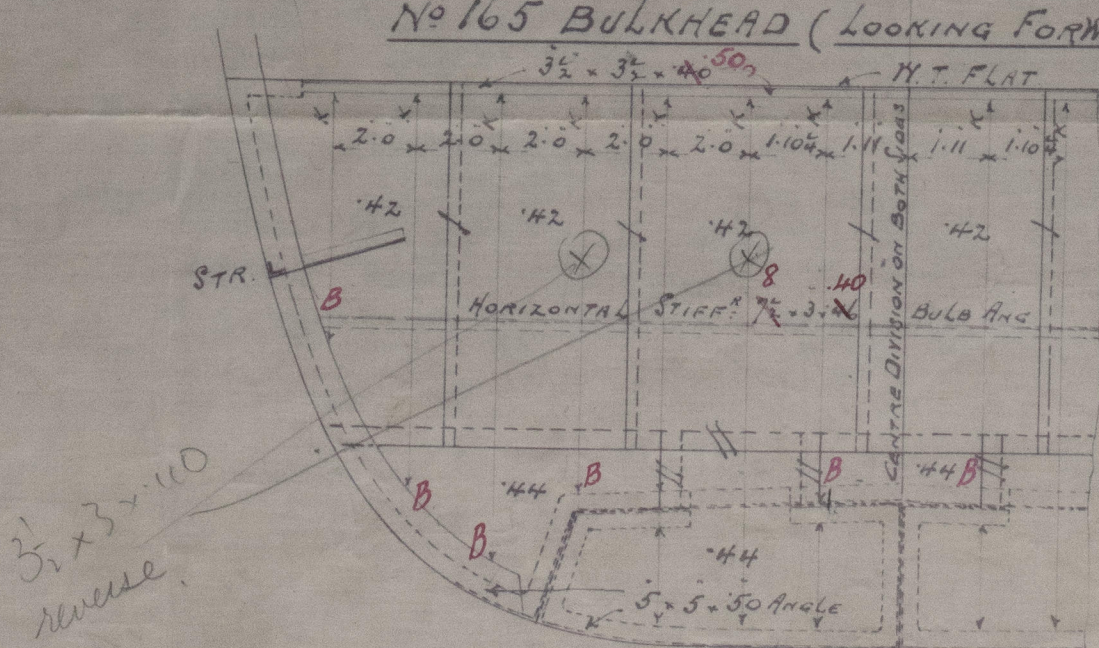 No 165 BULKHEAD (LOOKING FORW
3½ × 3½ × .40 .50
W.T. FLAT
K K K K K K K K K
2.0 2.0 2.0 2.0 2.0 1.10¼ 1.11 1.11 1.10¼
.42 .42 .42 .42
STR.
B
HORIZONTAL STIFFR 7½ 8 × 3 × .46 .40 BULB ANG
CENTRE DIVISION ON BOTH SIDES
B .44 B B .44 B
B
.44
5 × 5 × .50 ANGLE
3½ × 3 × .40
reverse.